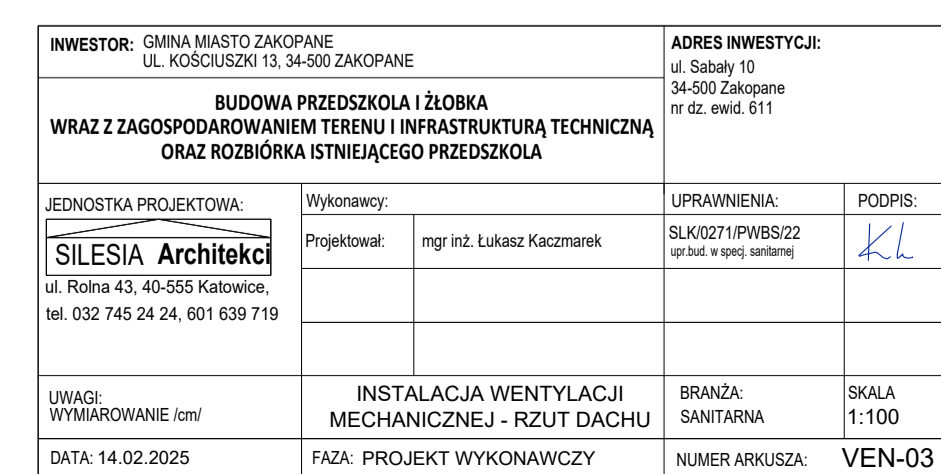 INWESTOR: GMINA MIASTO ZAKOPANE
UL. KOŚCIUSZKI 13, 34-500 ZAKOPANE
ADRES INWESTYCJI:
ul. Sabały 10
34-500 Zakopane
nr dz. ewid. 611
BUDOWA PRZEDSZKOLA I ŻŁOBKA
WRAZ Z ZAGOSPODAROWANIEM TERENU I INFRASTRUKTURĄ TECHNICZNĄ
ORAZ ROZBIÓRKA ISTNIEJĄCEGO PRZEDSZKOLA
JEDNOSTKA PROJEKTOWA:
SILESIA Architekci
ul. Rolna 43, 40-555 Katowice,
tel. 032 745 24 24, 601 639 719
Wykonawcy:
UPRAWNIENIA:
PODPIS:
Projektował:
mgr inż. Łukasz Kaczmarek
SLK/0271/PWBS/22
upr.bud. w specj. sanitarnej
UWAGI:
WYMIAROWANIE /cm/
INSTALACJA WENTYLACJI
MECHANICZNEJ - RZUT DACHU
BRANŻA:
SANITARNA
SKALA
1:100
DATA: 14.02.2025
FAZA: PROJEKT WYKONAWCZY
NUMER ARKUSZA: VEN-03